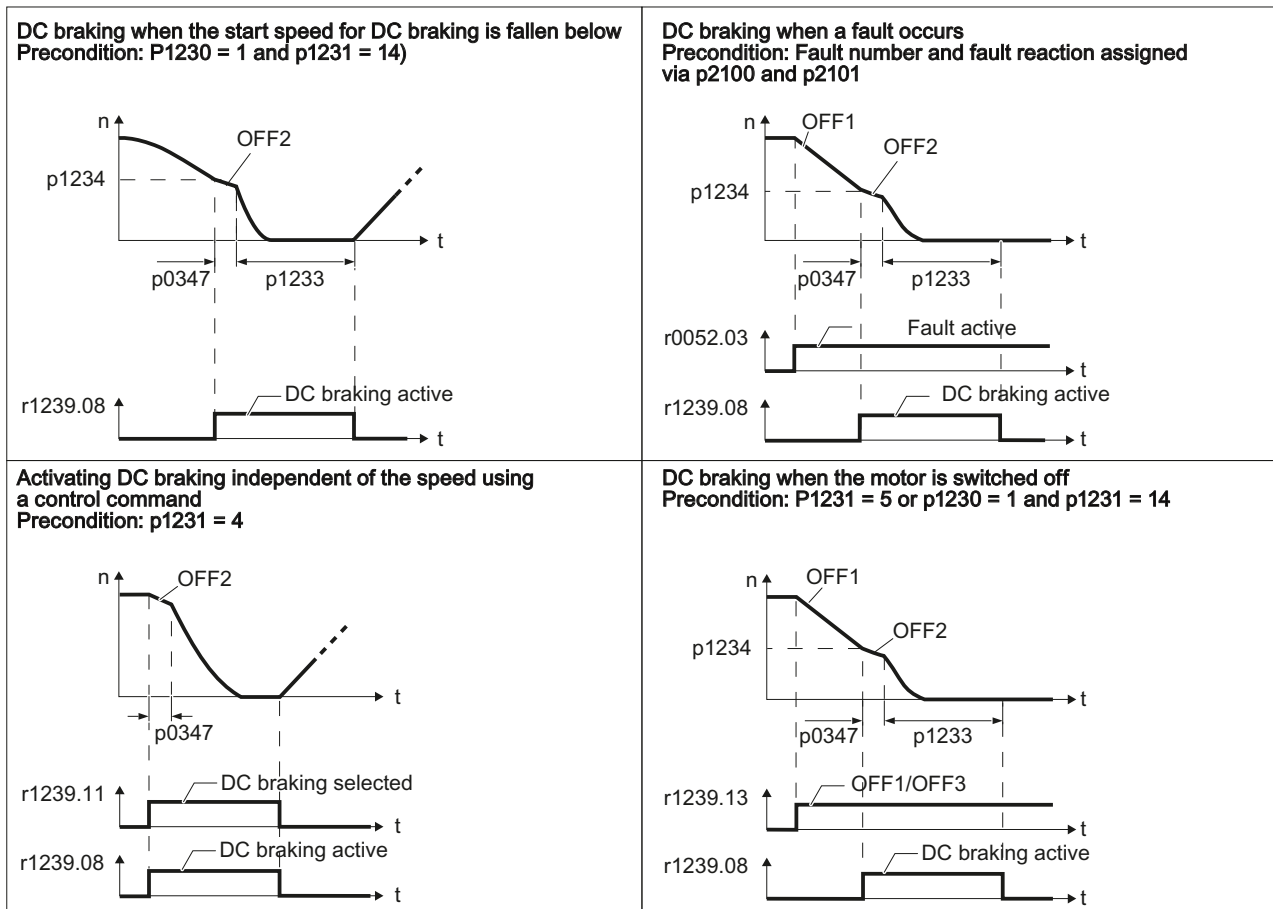 DC braking when the start speed for DC braking is fallen below
Precondition: P1230 = 1 and p1231 = 14)
n
OFF2
p1234
t
p0347
p1233
DC braking active
r1239.08
t
DC braking when a fault occurs
Precondition: Fault number and fault reaction assigned
via p2100 and p2101
n
OFF1
OFF2
p1234
t
p0347
p1233
Fault active
r0052.03
t
DC braking active
r1239.08
t
Activating DC braking independent of the speed using
a control command
Precondition: p1231 = 4
n
OFF2
t
p0347
DC braking selected
r1239.11
t
DC braking active
r1239.08
t
DC braking when the motor is switched off
Precondition: P1231 = 5 or p1230 = 1 and p1231 = 14
n
OFF1
OFF2
p1234
t
p0347
p1233
OFF1/OFF3
r1239.13
t
DC braking active
r1239.08
t